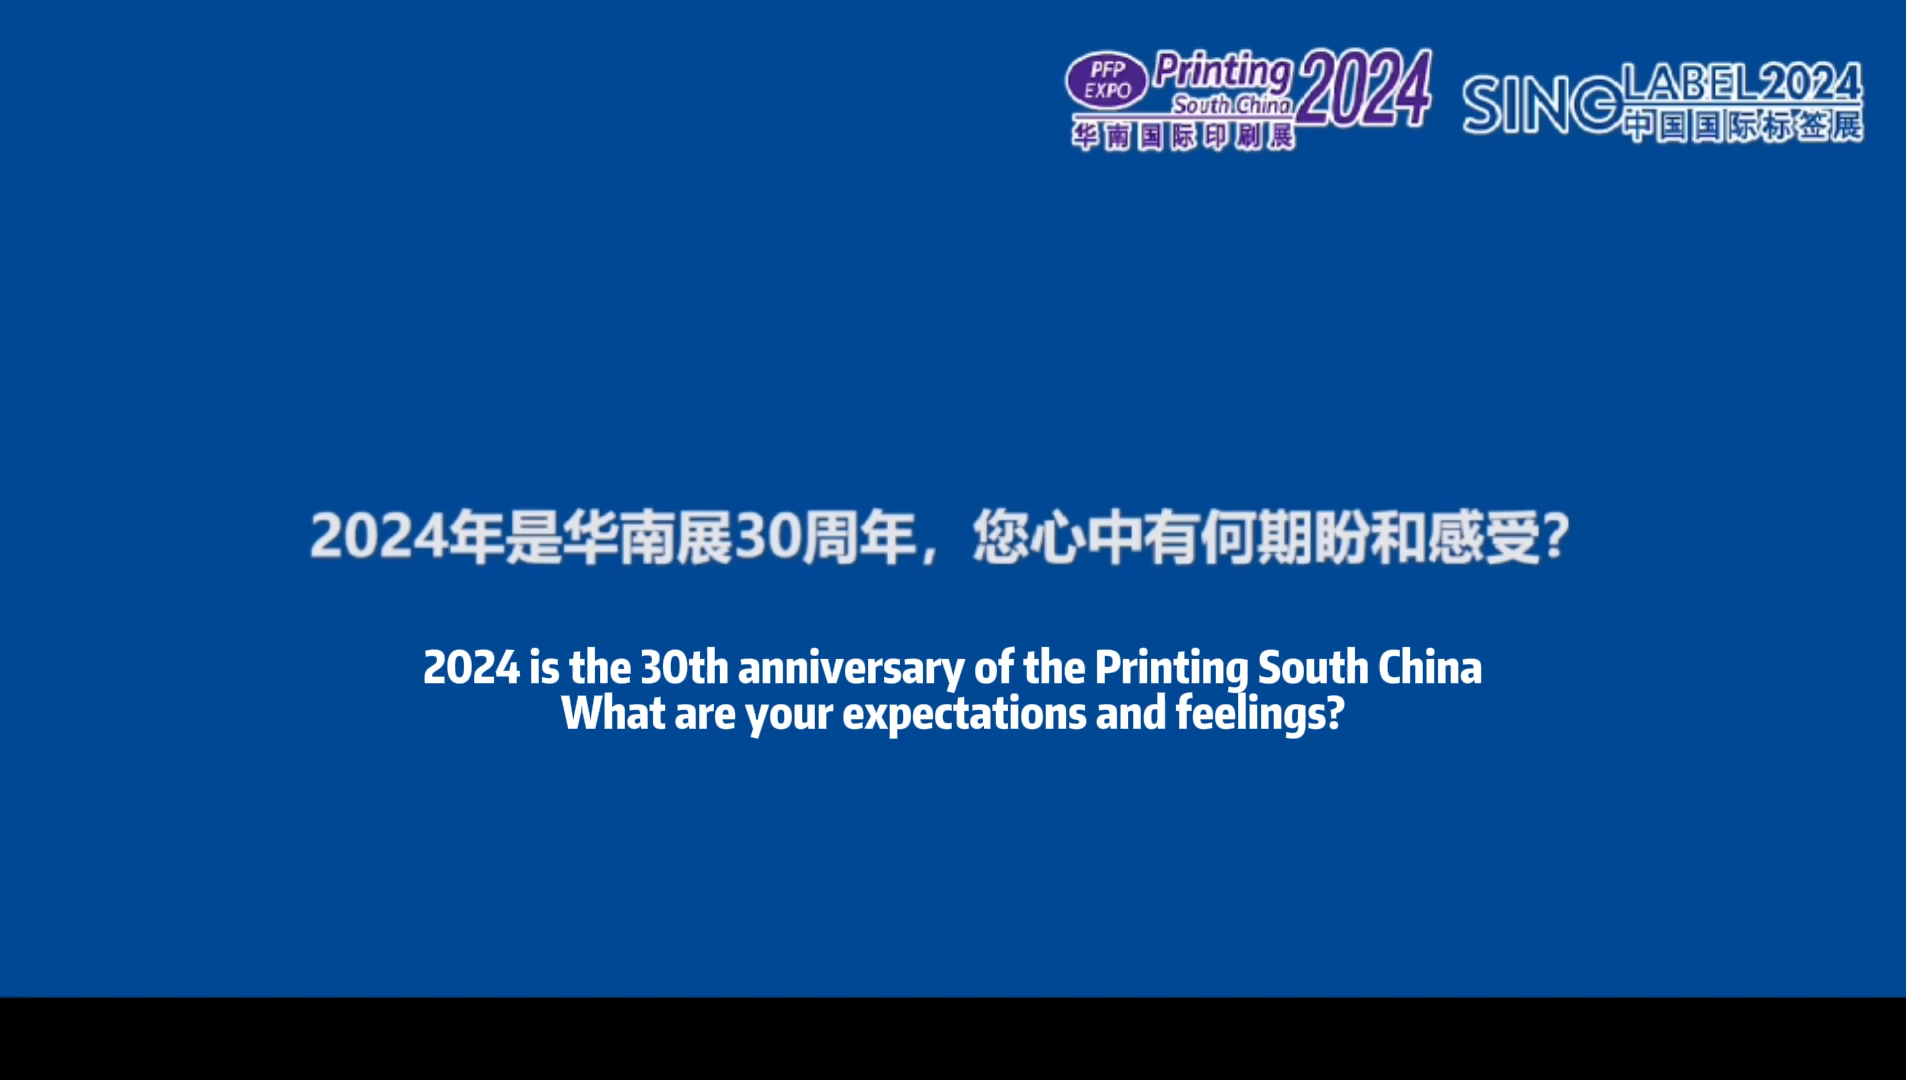 PFP EXPO
Printing South China 2024
华南国际印刷展
SINO LABEL 2024
中国国际标签展
2024年是华南展30周年，您心中有何期盼和感受？
2024 is the 30th anniversary of the Printing South China
What are your expectations and feelings?